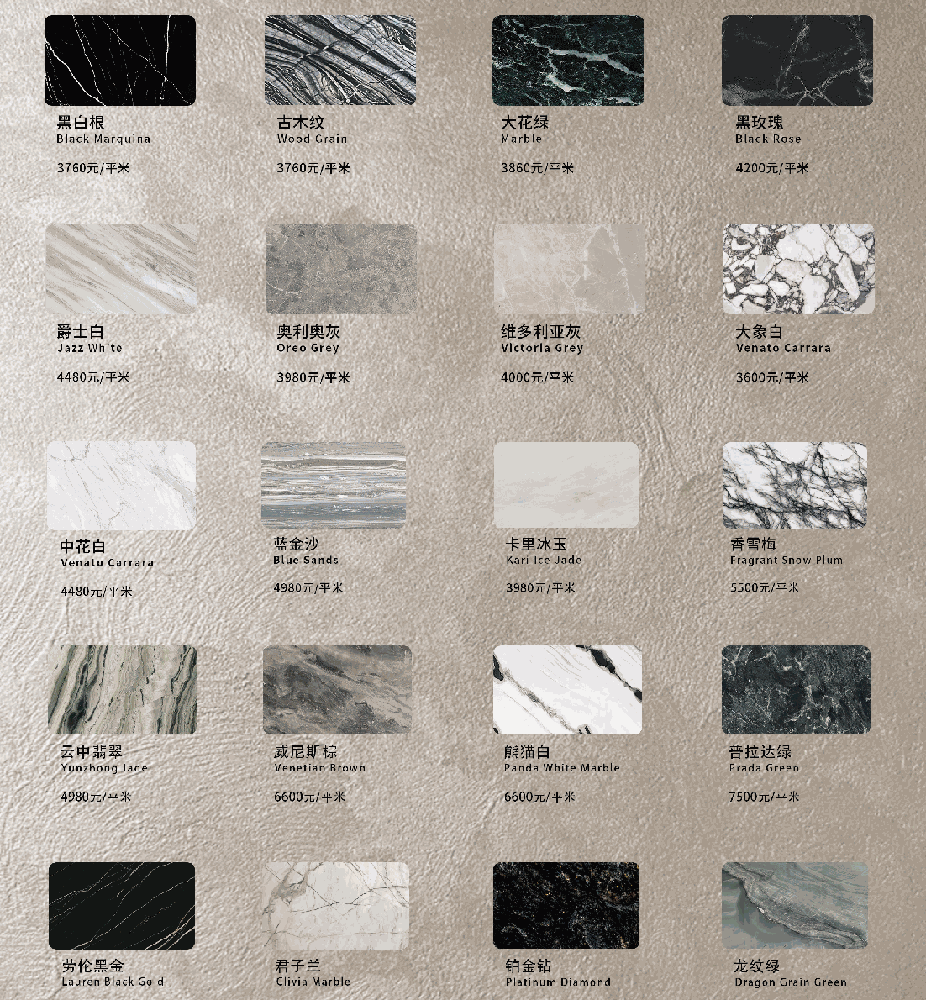 黑白根
Black Marquina
3760元/平米
古木纹
Wood Grain
3760元/平米
大花绿
Marble
3860元/平米
黑玫瑰
Black Rose
4200元/平米
爵士白
Jazz White
4480元/平米
奥利奥灰
Oreo Grey
3980元/平米
维多利亚灰
Victoria Grey
4000元/平米
大象白
Venato Carrara
3600元/平米
中花白
Venato Carrara
4480元/平米
蓝金沙
Blue Sands
4980元/平米
卡里冰玉
Kari Ice Jade
3980元/平米
香雪梅
Fragrant Snow Plum
5500元/平米
云中翡翠
Yunzhong Jade
4980元/平米
威尼斯棕
Venetian Brown
6600元/平米
熊猫白
Panda White Marble
6600元/平米
普拉达绿
Prada Green
7500元/平米
劳伦黑金
Lauren Black Gold
君子兰
Clivia Marble
铂金钻
Platinum Diamond
龙纹绿
Dragon Grain Green